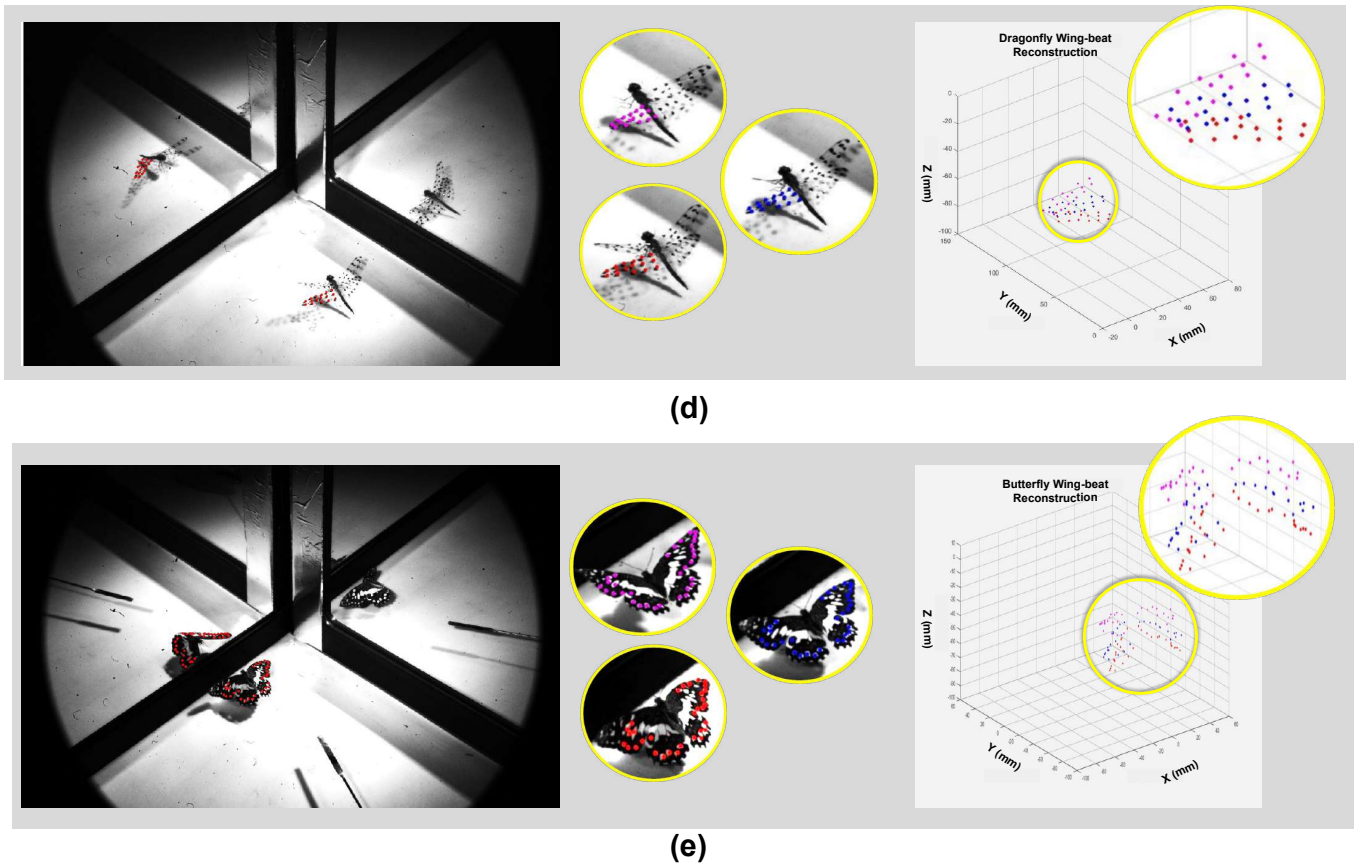 Dragonfly Wing-beat
Reconstruction
0
-20
-40
-60
-80
-100
Z (mm)
150
100
50
0
Y (mm)
-20
0
20
40
60
80
X (mm)
(d)
Butterfly Wing-beat
Reconstruction
Z (mm)
Y (mm)
X (mm)
(e)